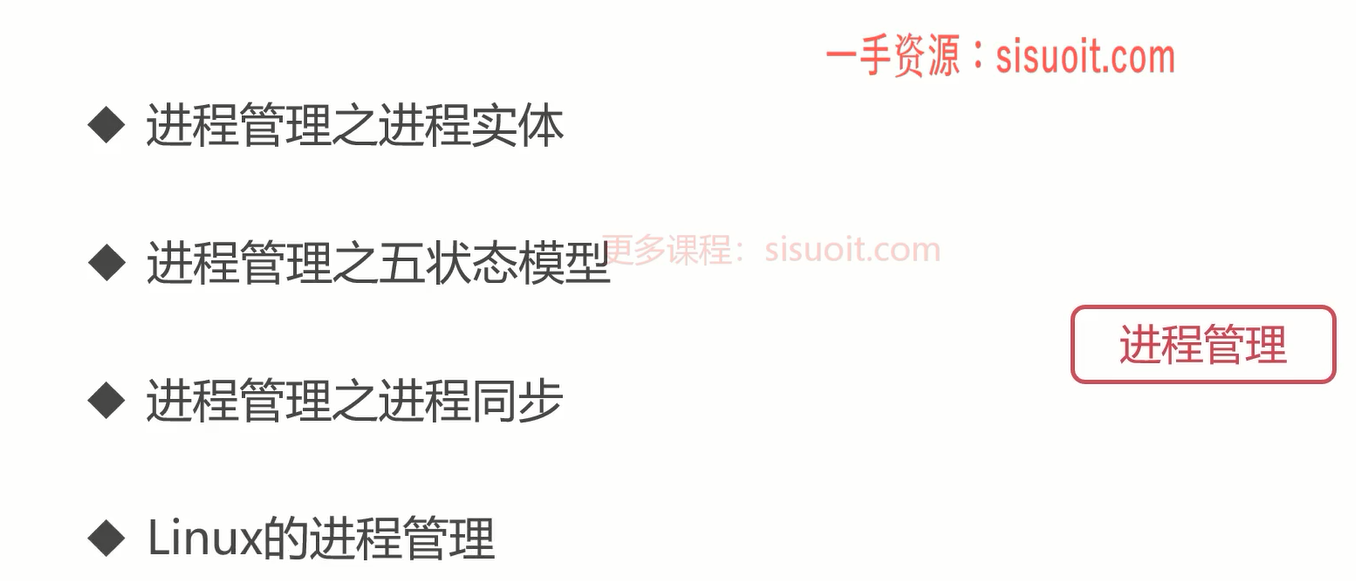 一手资源：sisuoit.com
进程管理之进程实体
更多课程：sisuoit.com
进程管理之五状态模型
进程管理
进程管理之进程同步
Linux的进程管理